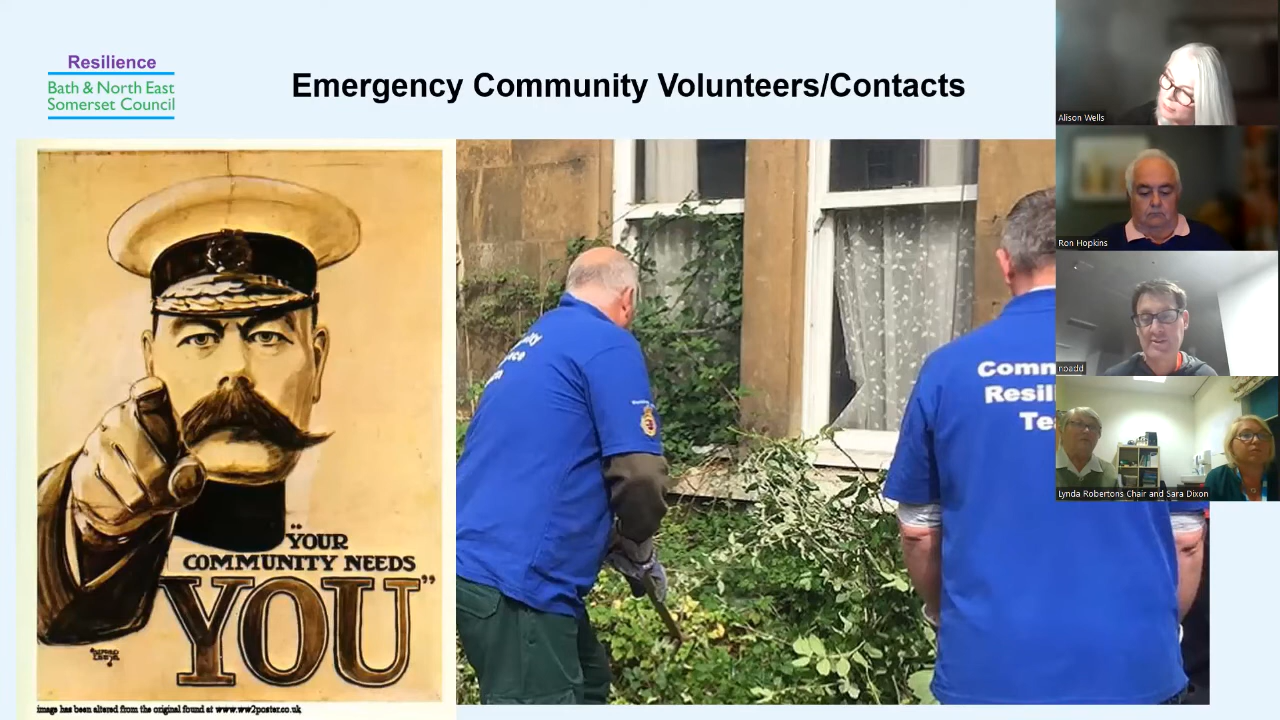 Resilience
Bath & North East
Somerset Council
Emergency Community Volunteers/Contacts
"YOUR
COMMUNITY NEEDS
YOU"
image has been altered from the original found at www.ww2poster.co.uk
Resil
Te
Alison Wells
Ron Hopkins
noadd
Lynda Robertons Chair and Sara Dixon